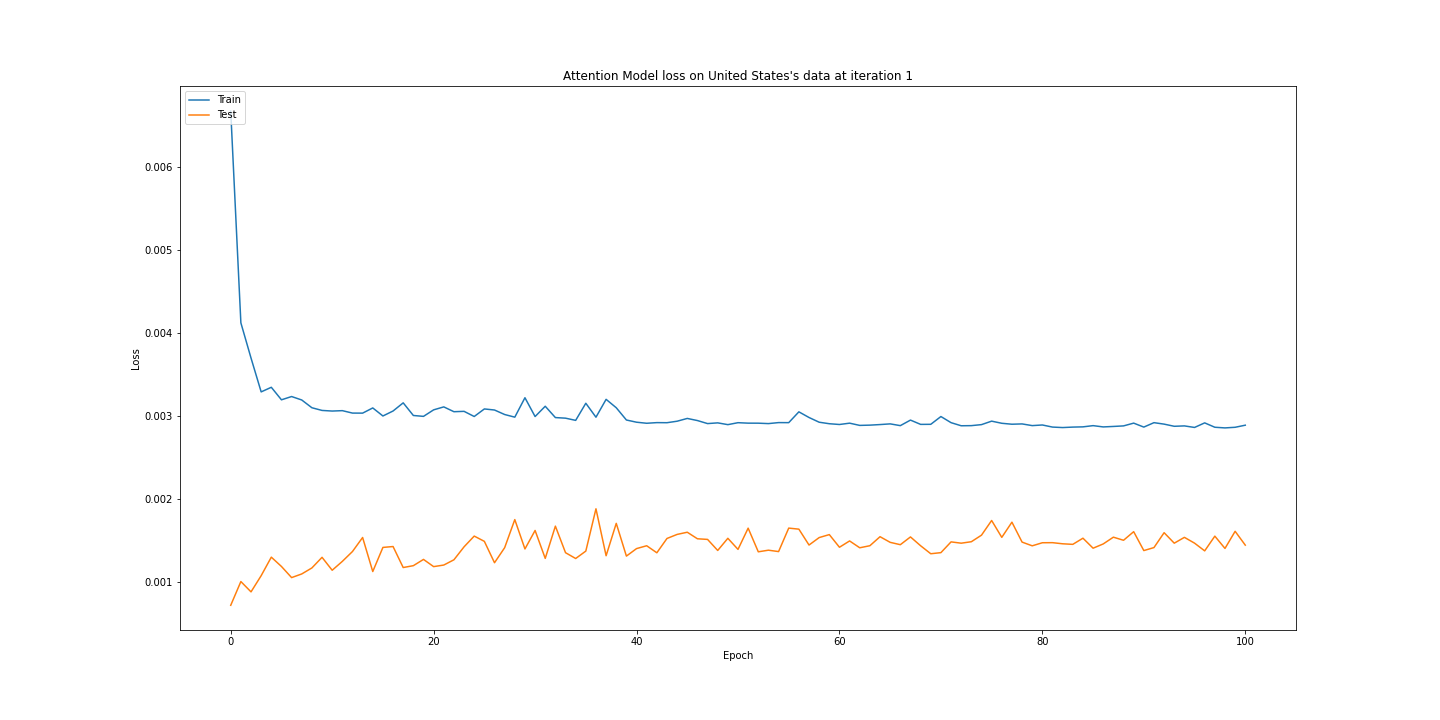 Attention Model loss on United States's data at iteration 1
Train
Test
0.006
0.005
0.004
0.003
0.002
0.001
Loss
0 20 40 60 80 100
Epoch